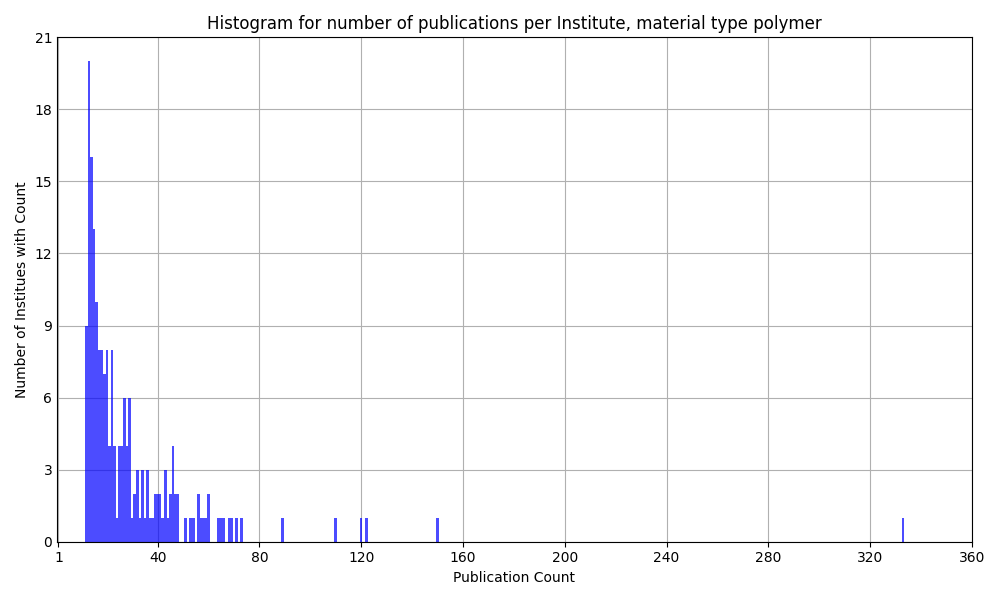 Histogram for number of publications per Institute, material type polymer
21
18
15
12
9
6
3
0
Number of Institues with Count
1 40 80 120 160 200 240 280 320 360
Publication Count